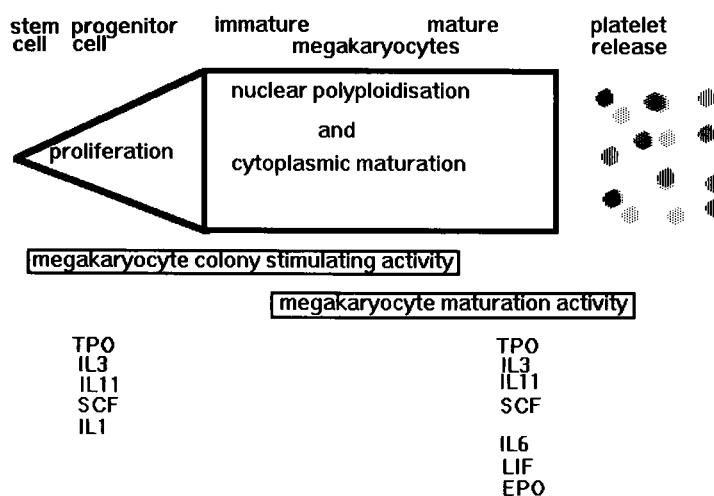 stem progenitor immature mature platelet
cell cell megakaryocytes release
nuclear polyploidisation
and
proliferation
cytoplasmic maturation
megakaryocyte colony stimulating activity
megakaryocyte maturation activity
TPO
IL3
IL11
SCF
IL1
TPO
IL3
IL11
SCF
IL6
LIF
EPO